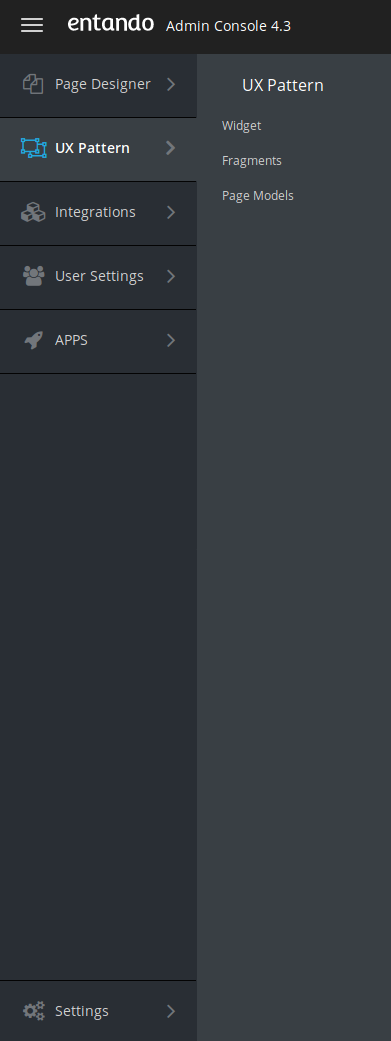 entando Admin Console 4.3
Page Designer
UX Pattern
Integrations
User Settings
APPS
Settings
UX Pattern
Widget
Fragments
Page Models